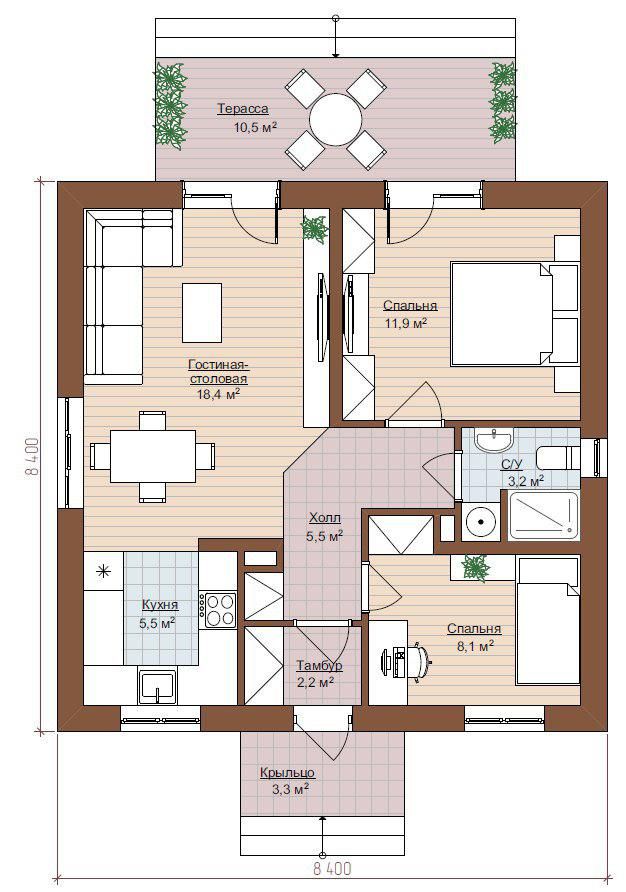 Терасса
10,5 м²
Спальня
11,9 м²
Гостиная-
столовая
18,4 м²
8 400
С/У
3,2 м²
Холл
5,5 м²
Кухня
5,5 м²
Спальня
8,1 м²
Тамбур
2,2 м²
Крыльцо
3,3 м²
8 400